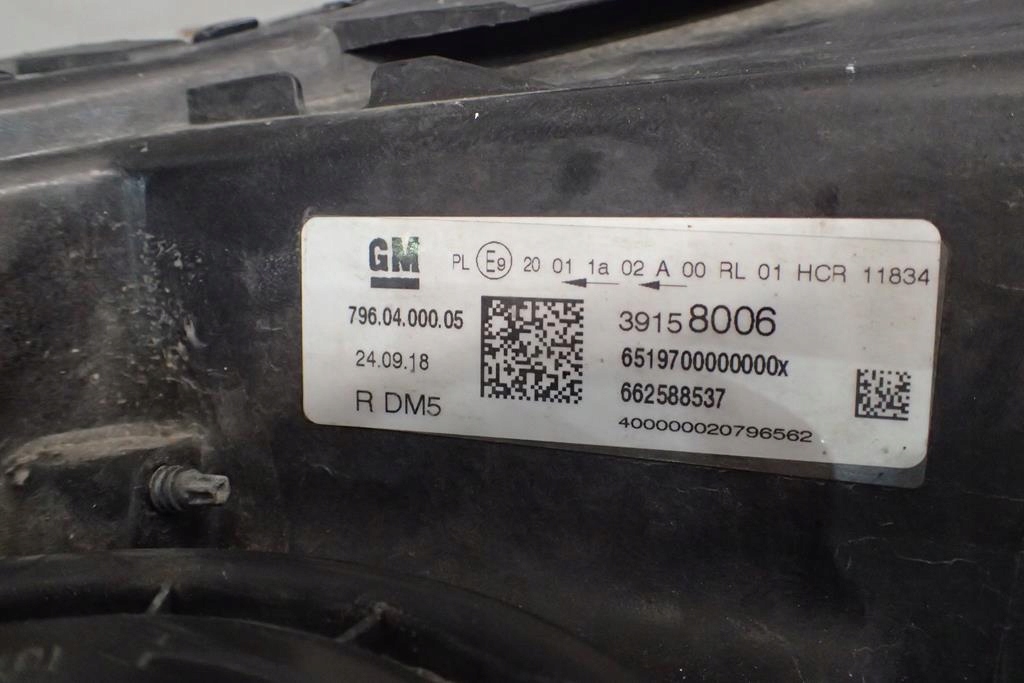 GM
PL E9 20 01 1a 02 A 00 RL 01 HCR 11834
796.04.000.05
24.09.18
R DM5
39158006
6519700000000x
662588537
400000020796562